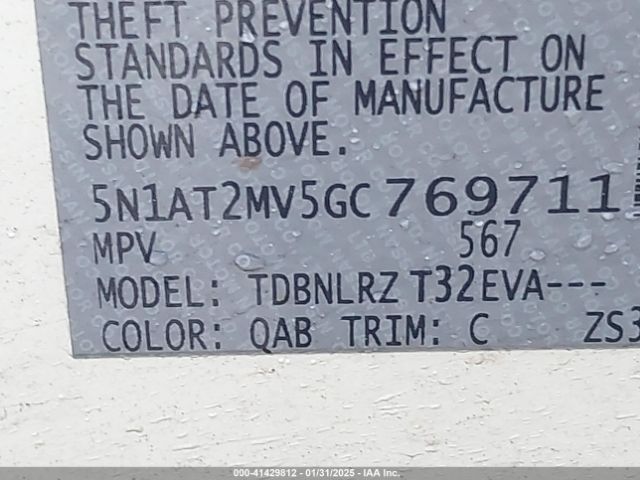 THEFT PREVENTION
STANDARDS IN EFFECT ON
THE DATE OF MANUFACTURE
SHOWN ABOVE.
5N1AT2MV5GC769711
MPV 567
MODEL: TDBNLRZ T32EVA---
COLOR: QAB TRIM: C ZS3
000-41429812 - 01/31/2025 - IAA Inc.